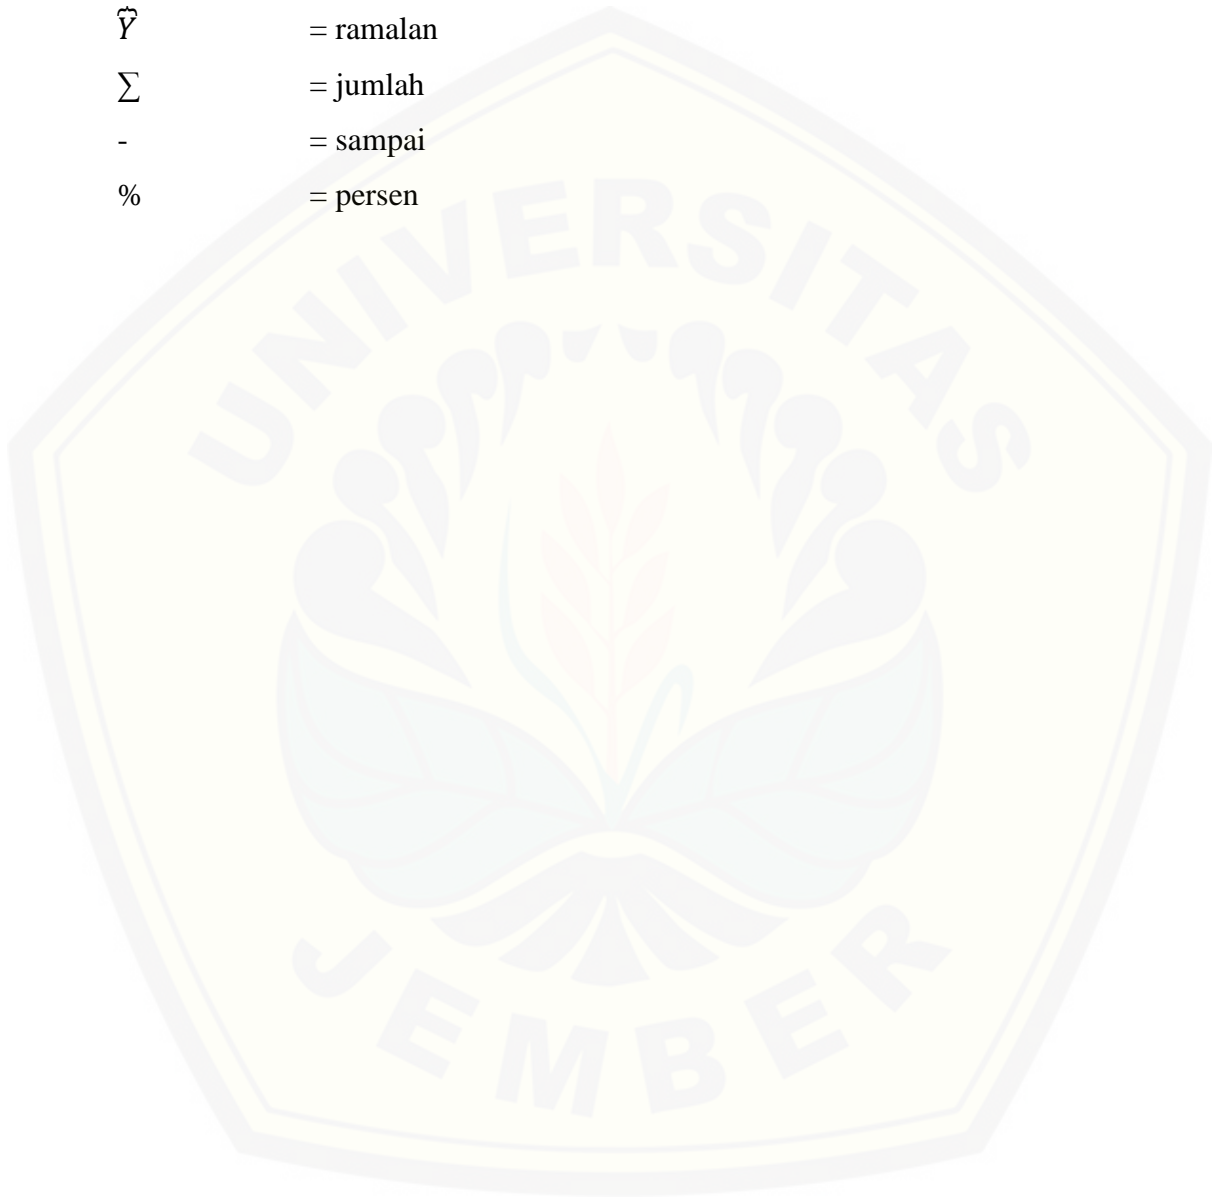 Ŷ = ramalan
∑ = jumlah
- = sampai
% = persen
UNIVERSITAS
JEMBER